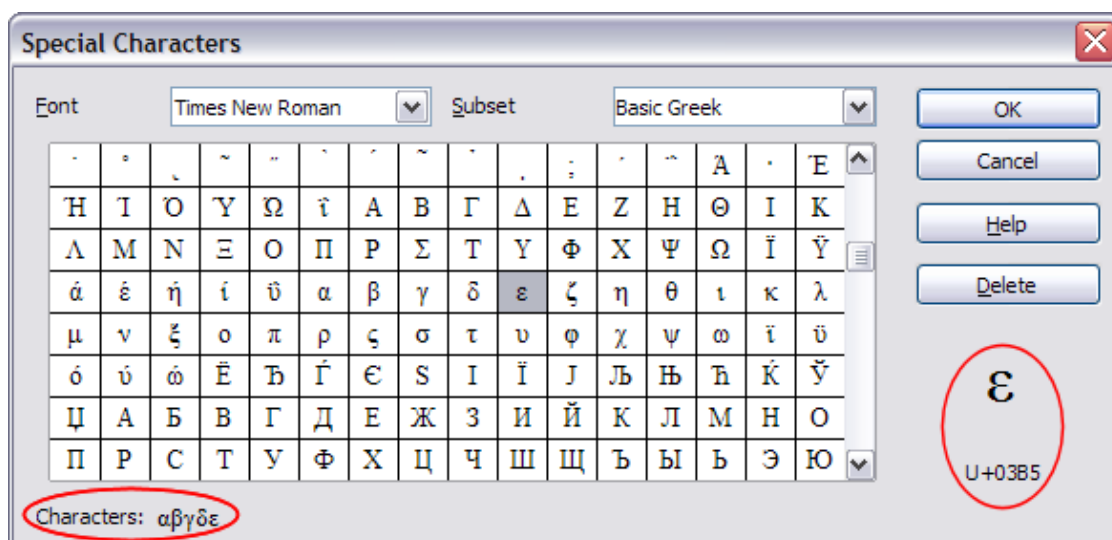 Special Characters
Font Times New Roman Subset Basic Greek
; ΄ ΅ Ά · Έ
Ή Ί Ό Ύ Ώ ΐ Α Β Γ Δ Ε Ζ Η Θ Ι Κ
Λ Μ Ν Ξ Ο Π Ρ Σ Τ Υ Φ Χ Ψ Ω Ϊ Ϋ
ά έ ή ί ΰ α β γ δ ε ζ η θ ι κ λ
μ ν ξ ο π ρ ς σ τ υ φ χ ψ ω ϊ ϋ
ό ύ ώ Ё Ђ Ѓ Є Ѕ І Ї Ј Љ Њ Ћ Ќ Ў
Џ А Б В Г Д Е Ж З И Й К Л М Н О
П Р С Т У Ф Х Ц Ч Ш Щ Ъ Ы Ь Э Ю
Characters: αβγδε
OK
Cancel
Help
Delete
ε
U+03B5